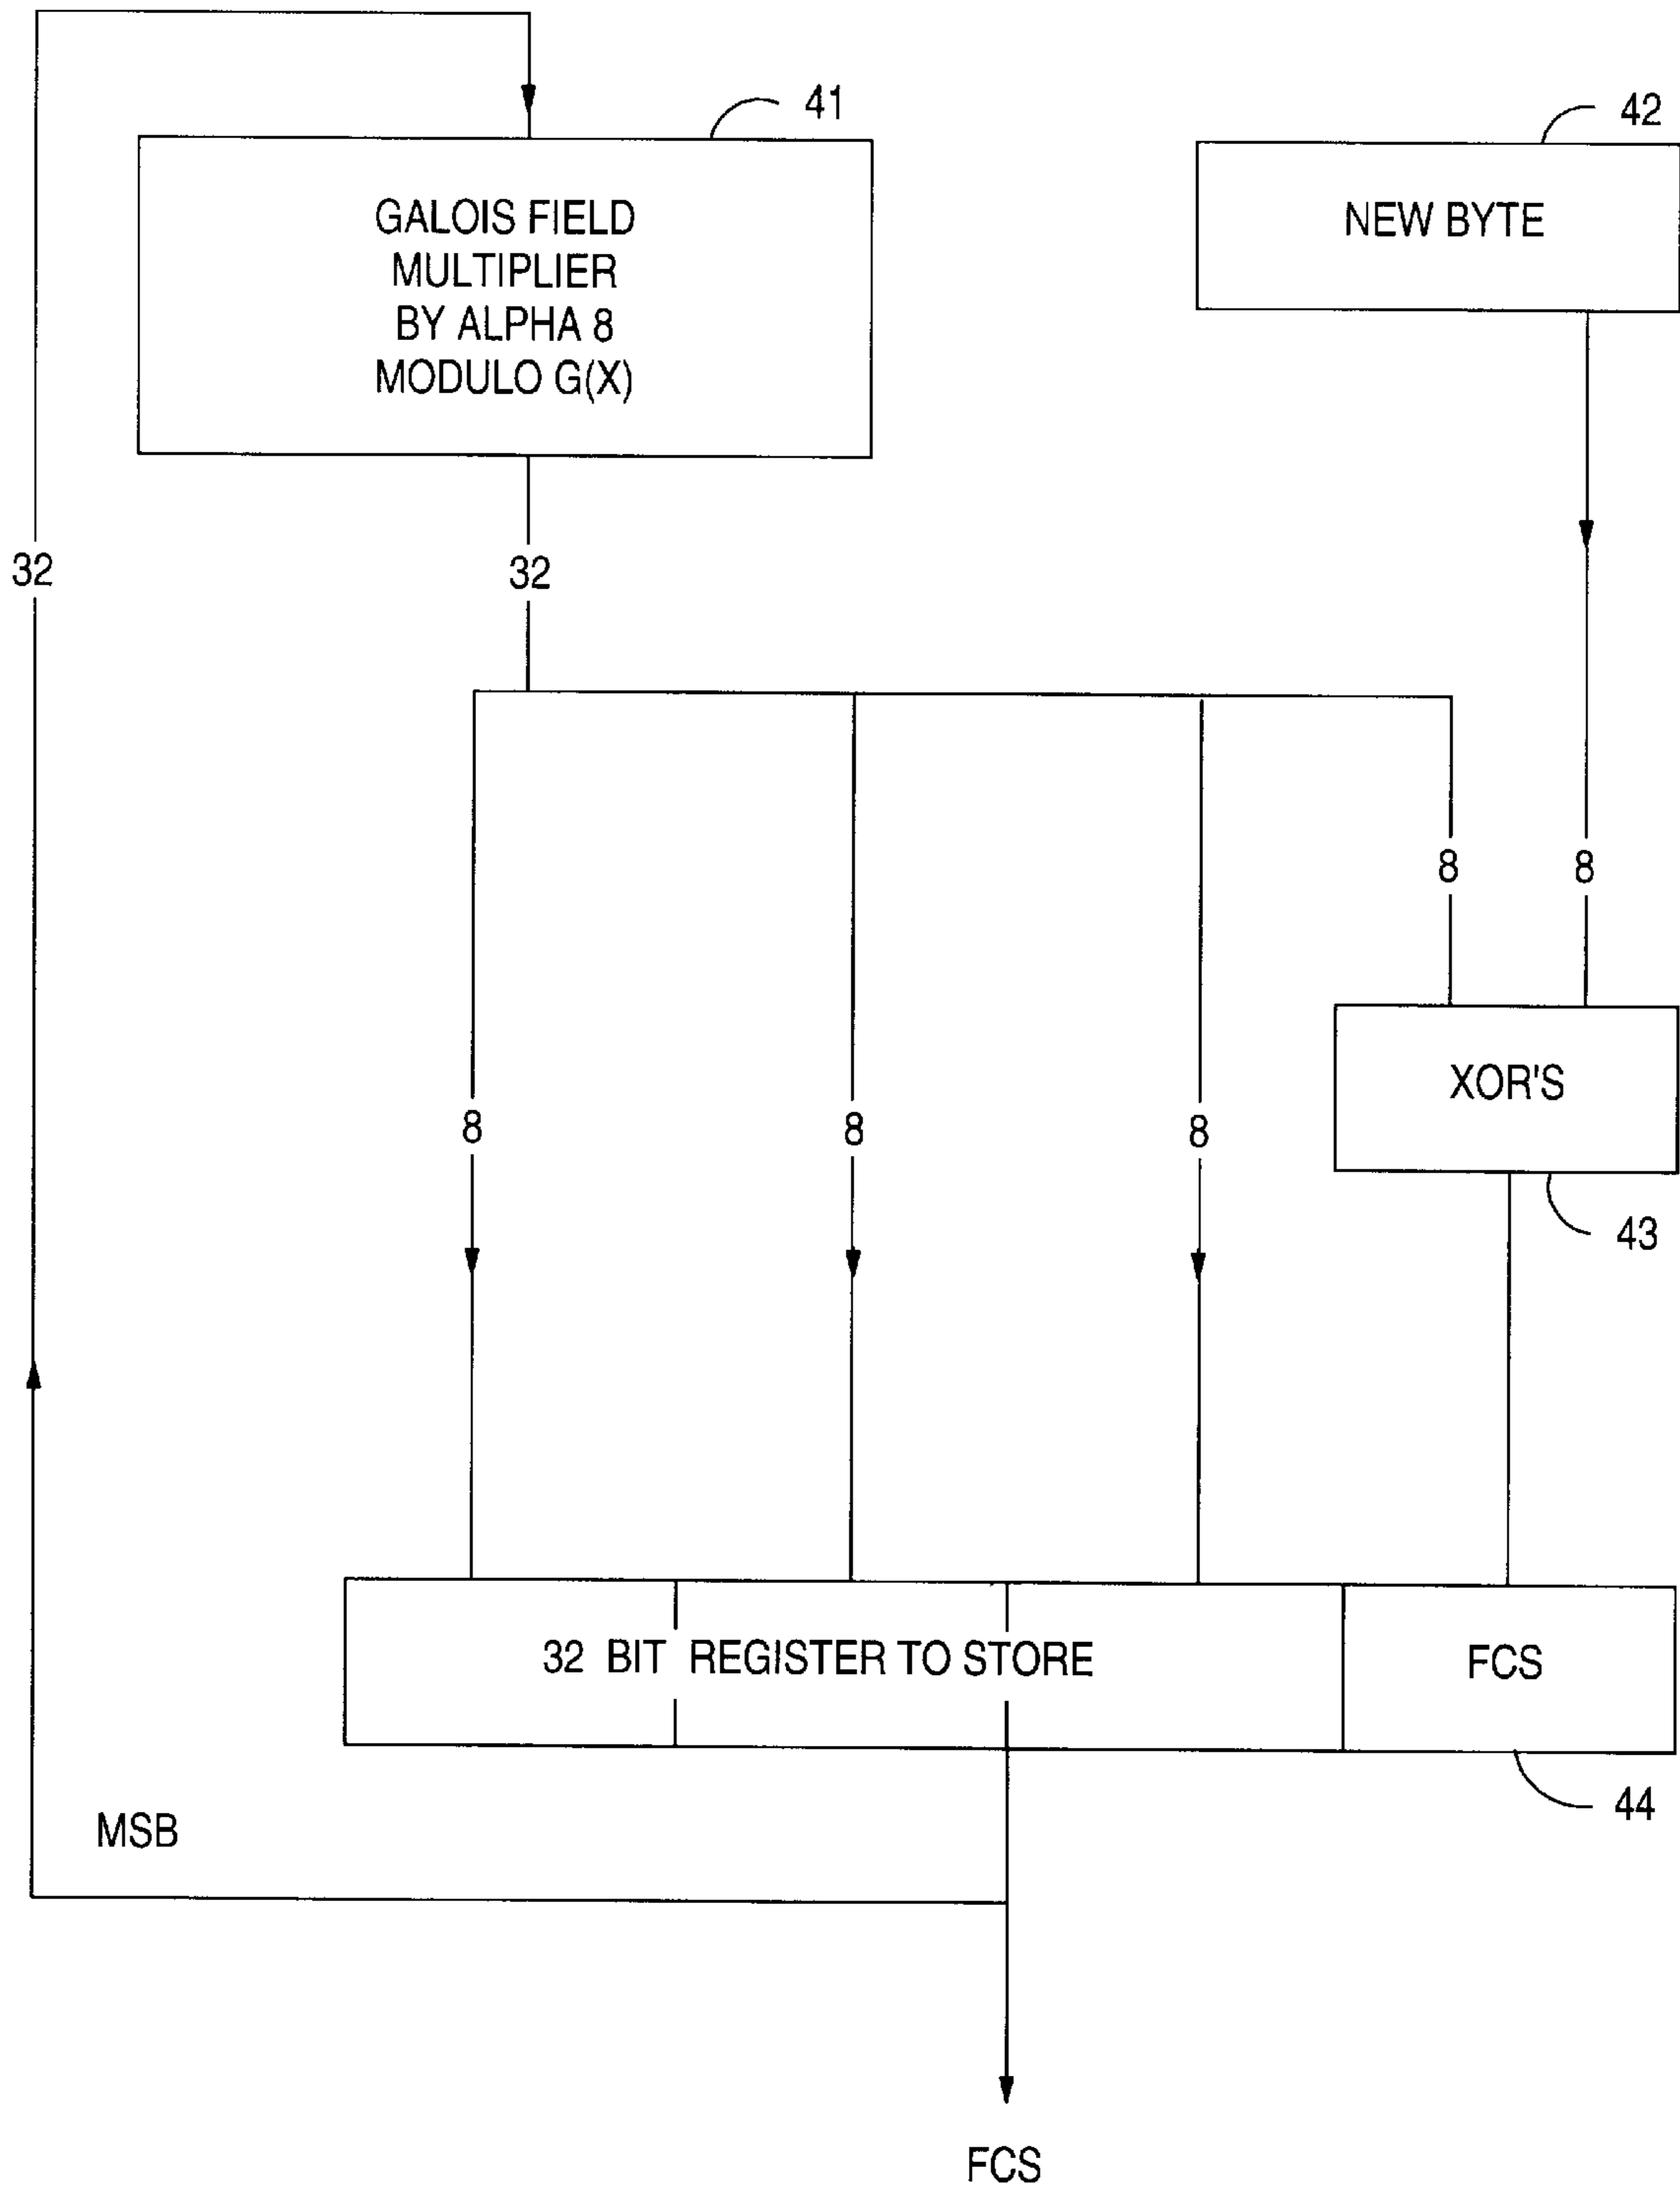 41
42
GALOIS FIELD
MULTIPLIER
BY ALPHA 8
MODULO G(X)
NEW BYTE
32
32
8
8
XOR'S
8
8
8
43
32 BIT REGISTER TO STORE
FCS
44
MSB
FCS